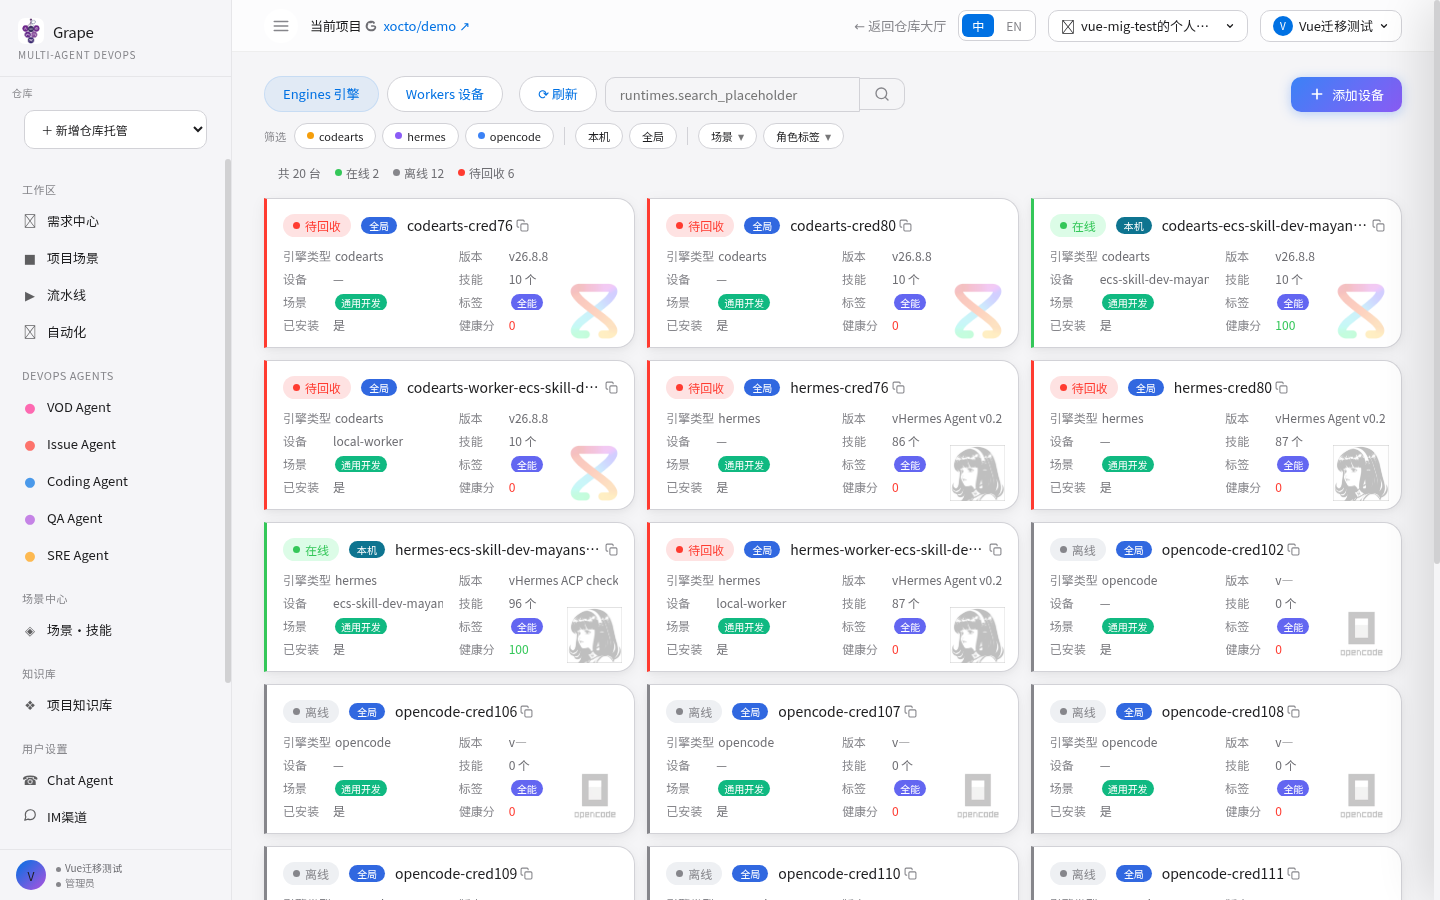 Grape
MULTI-AGENT DEVOPS
仓库
＋ 新增仓库托管
工作区
需求中心
项目场景
流水线
自动化
DEVOPS AGENTS
VOD Agent
Issue Agent
Coding Agent
QA Agent
SRE Agent
场景中心
场景・技能
知识库
项目知识库
用户设置
Chat Agent
IM渠道
V
Vue迁移测试
管理员
当前项目 G xocto/demo ↗
← 返回仓库大厅
中 EN
vue-mig-test的个人…
V Vue迁移测试
Engines 引擎 Workers 设备 ⟳ 刷新 runtimes.search_placeholder
＋ 添加设备
筛选 codearts hermes opencode 本机 全局 场景 ▾ 角色标签 ▾
共 20 台 在线 2 离线 12 待回收 6
待回收 全局 codearts-cred76
引擎类型 codearts 版本 v26.8.8
设备 — 技能 10 个
场景 通用开发 标签 全能
已安装 是 健康分 0
待回收 全局 codearts-cred80
引擎类型 codearts 版本 v26.8.8
设备 — 技能 10 个
场景 通用开发 标签 全能
已安装 是 健康分 0
在线 本机 codearts-ecs-skill-dev-mayan…
引擎类型 codearts 版本 v26.8.8
设备 ecs-skill-dev-mayar 技能 10 个
场景 通用开发 标签 全能
已安装 是 健康分 100
待回收 全局 codearts-worker-ecs-skill-d…
引擎类型 codearts 版本 v26.8.8
设备 local-worker 技能 10 个
场景 通用开发 标签 全能
已安装 是 健康分 0
待回收 全局 hermes-cred76
引擎类型 hermes 版本 vHermes Agent v0.2
设备 — 技能 86 个
场景 通用开发 标签 全能
已安装 是 健康分 0
待回收 全局 hermes-cred80
引擎类型 hermes 版本 vHermes Agent v0.2
设备 — 技能 87 个
场景 通用开发 标签 全能
已安装 是 健康分 0
在线 本机 hermes-ecs-skill-dev-mayans…
引擎类型 hermes 版本 vHermes ACP check
设备 ecs-skill-dev-mayan 技能 96 个
场景 通用开发 标签 全能
已安装 是 健康分 100
待回收 全局 hermes-worker-ecs-skill-de…
引擎类型 hermes 版本 vHermes Agent v0.2
设备 local-worker 技能 87 个
场景 通用开发 标签 全能
已安装 是 健康分 0
离线 全局 opencode-cred102
引擎类型 opencode 版本 v—
设备 — 技能 0 个
场景 通用开发 标签 全能
已安装 是 健康分 0
opencode
离线 全局 opencode-cred106
引擎类型 opencode 版本 v—
设备 — 技能 0 个
场景 通用开发 标签 全能
已安装 是 健康分 0
opencode
离线 全局 opencode-cred107
引擎类型 opencode 版本 v—
设备 — 技能 0 个
场景 通用开发 标签 全能
已安装 是 健康分 0
opencode
离线 全局 opencode-cred108
引擎类型 opencode 版本 v—
设备 — 技能 0 个
场景 通用开发 标签 全能
已安装 是 健康分 0
opencode
离线 全局 opencode-cred109
离线 全局 opencode-cred110
离线 全局 opencode-cred111